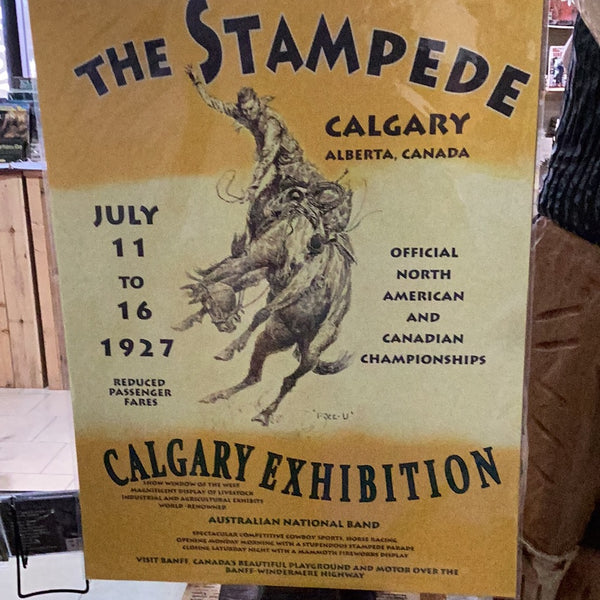 THE STAMPEDE
CALGARY
ALBERTA, CANADA
JULY
11
TO
16
1927
REDUCED
PASSENGER
FARES
OFFICIAL
NORTH
AMERICAN
AND
CANADIAN
CHAMPIONSHIPS
CALGARY EXHIBITION
SHOW WINDOW OF THE WEST
MAGNIFICENT DISPLAY OF LIVESTOCK
INDUSTRIAL AND AGRICULTURAL EXHIBITS
WORLD-RENOWNED
AUSTRALIAN NATIONAL BAND
SPECTACULAR COMPETITIVE COWBOY SPORTS, HORSE RACING
OPENING MONDAY MORNING WITH A STUPENDOUS STAMPEDE PARADE
CLOSING SATURDAY NIGHT WITH A MAMMOTH FIREWORKS DISPLAY
VISIT BANFF, CANADA'S BEAUTIFUL PLAYGROUND AND MOTOR OVER THE
BANFF-WINDERMERE HIGHWAY